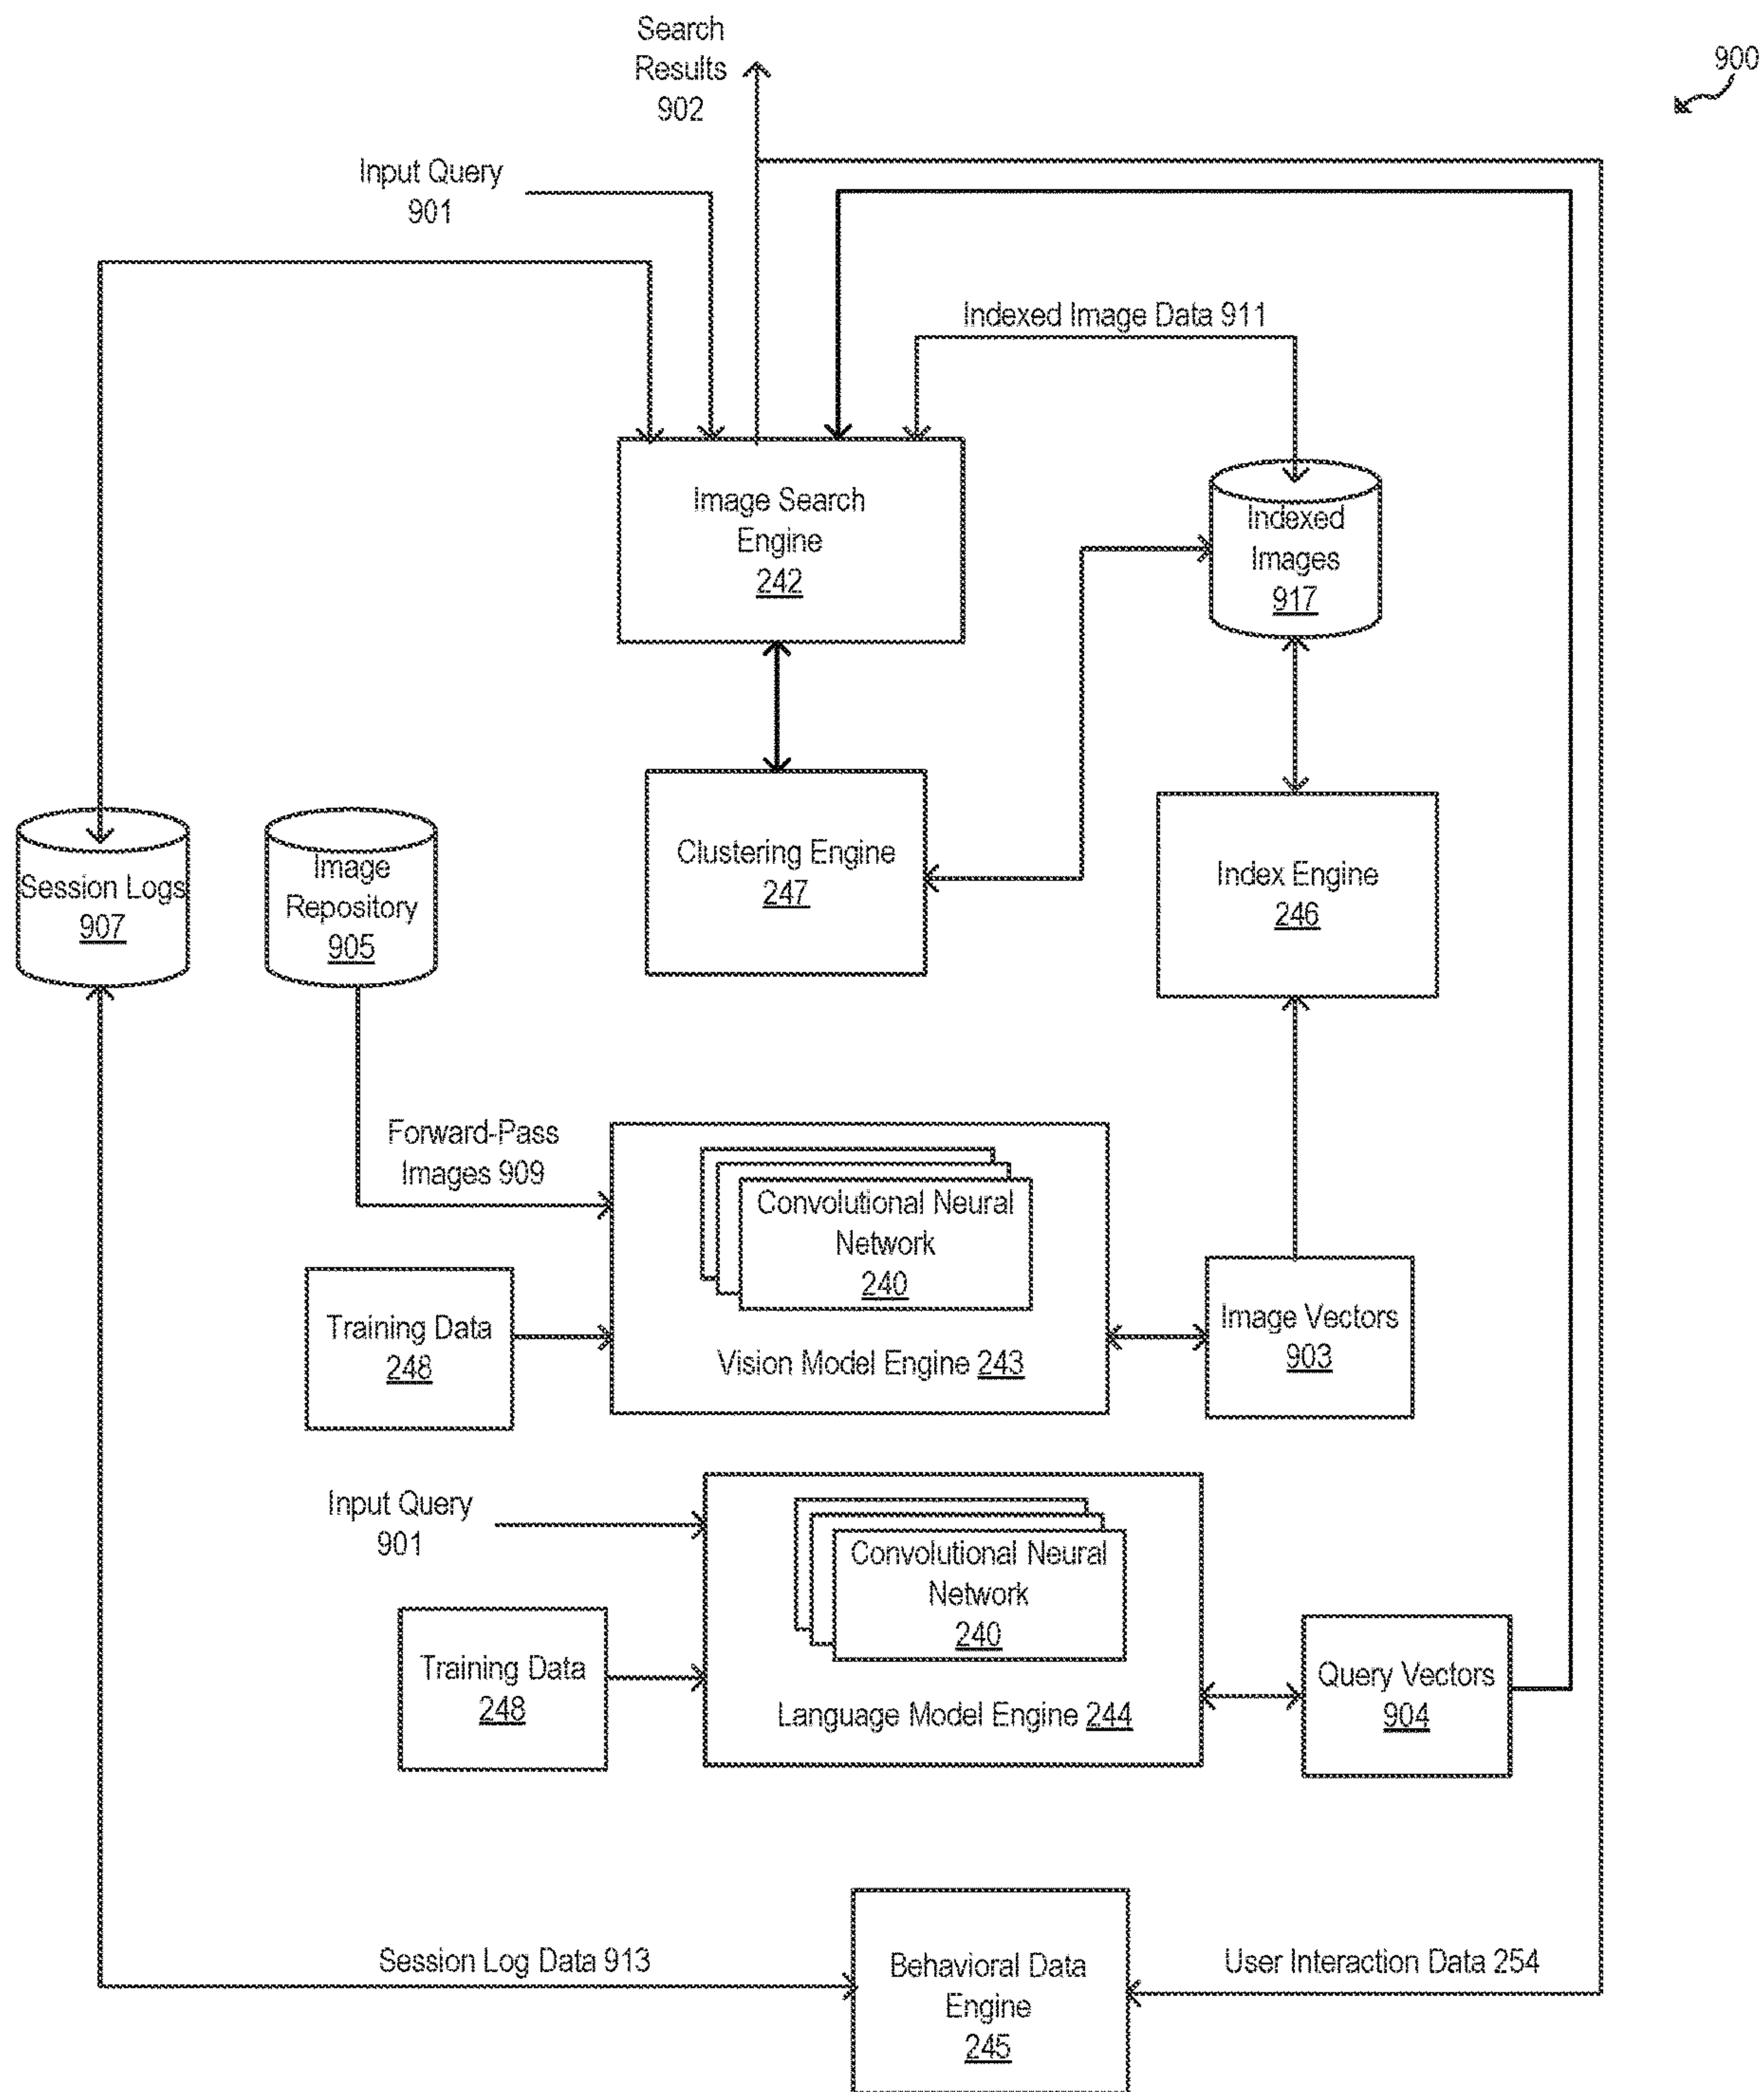 Search
Results
902
900
Input Query
901
Indexed Image Data 911
Image Search
Engine
242
Indexed
Images
917
Clustering Engine
247
Index Engine
246
Session Logs
907
Image
Repository
905
Forward-Pass
Images 909
Convolutional Neural
Network
240
Vision Model Engine 243
Training Data
248
Image Vectors
903
Input Query
901
Convolutional Neural
Network
240
Language Model Engine 244
Training Data
248
Query Vectors
904
Session Log Data 913
Behavioral Data
Engine
245
User Interaction Data 254